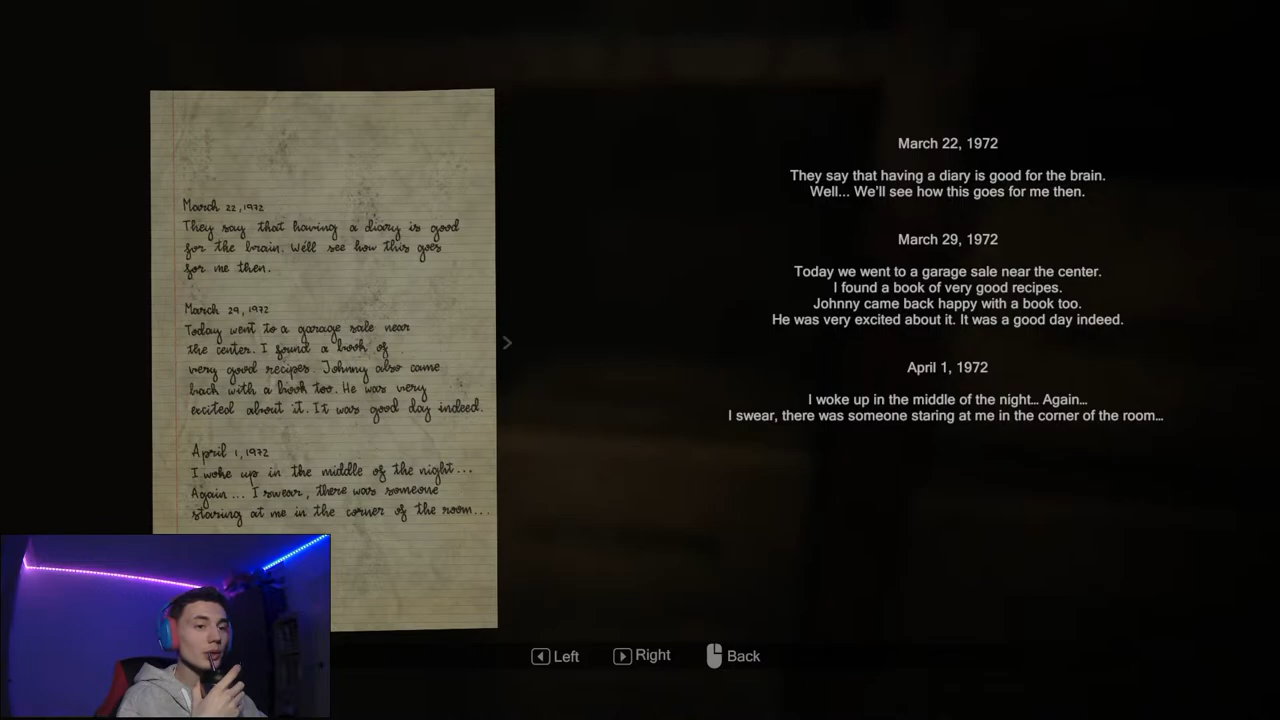 March 22, 1972
They say that having a diary is good
for the brain. We'll see how this goes
for me then.
March 29, 1972
Today went to a garage sale near
the center. I found a book of
very good recipes. Johnny also came
back with a book too. He was very
excited about it. It was good day indeed.
April 1, 1972
I woke up in the middle of the night...
Again... I swear, there was someone
staring at me in the corner of the room...
March 22, 1972
They say that having a diary is good for the brain.
Well... We'll see how this goes for me then.
March 29, 1972
Today we went to a garage sale near the center.
I found a book of very good recipes.
Johnny came back happy with a book too.
He was very excited about it. It was a good day indeed.
April 1, 1972
I woke up in the middle of the night... Again...
I swear, there was someone staring at me in the corner of the room...
Left Right Back